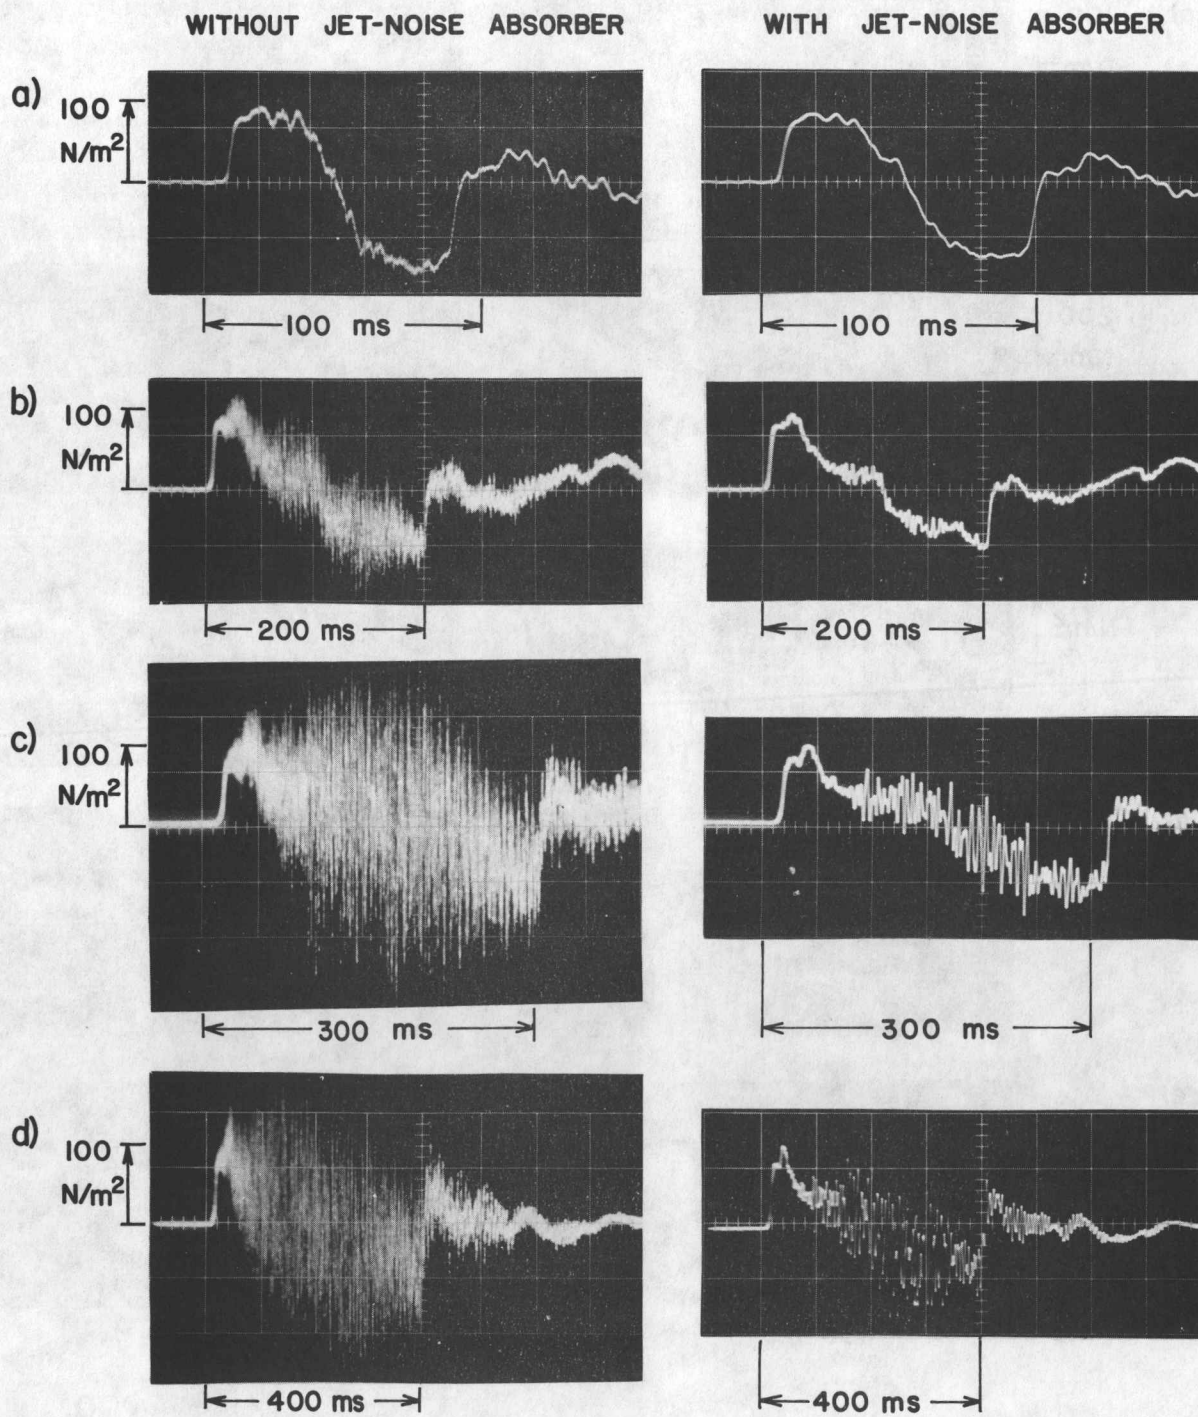 WITHOUT JET-NOISE ABSORBER
WITH JET-NOISE ABSORBER
a)
100
N/m²
100 ms
100 ms
b)
100
N/m²
200 ms
200 ms
c)
100
N/m²
300 ms
300 ms
d)
100
N/m²
400 ms
400 ms